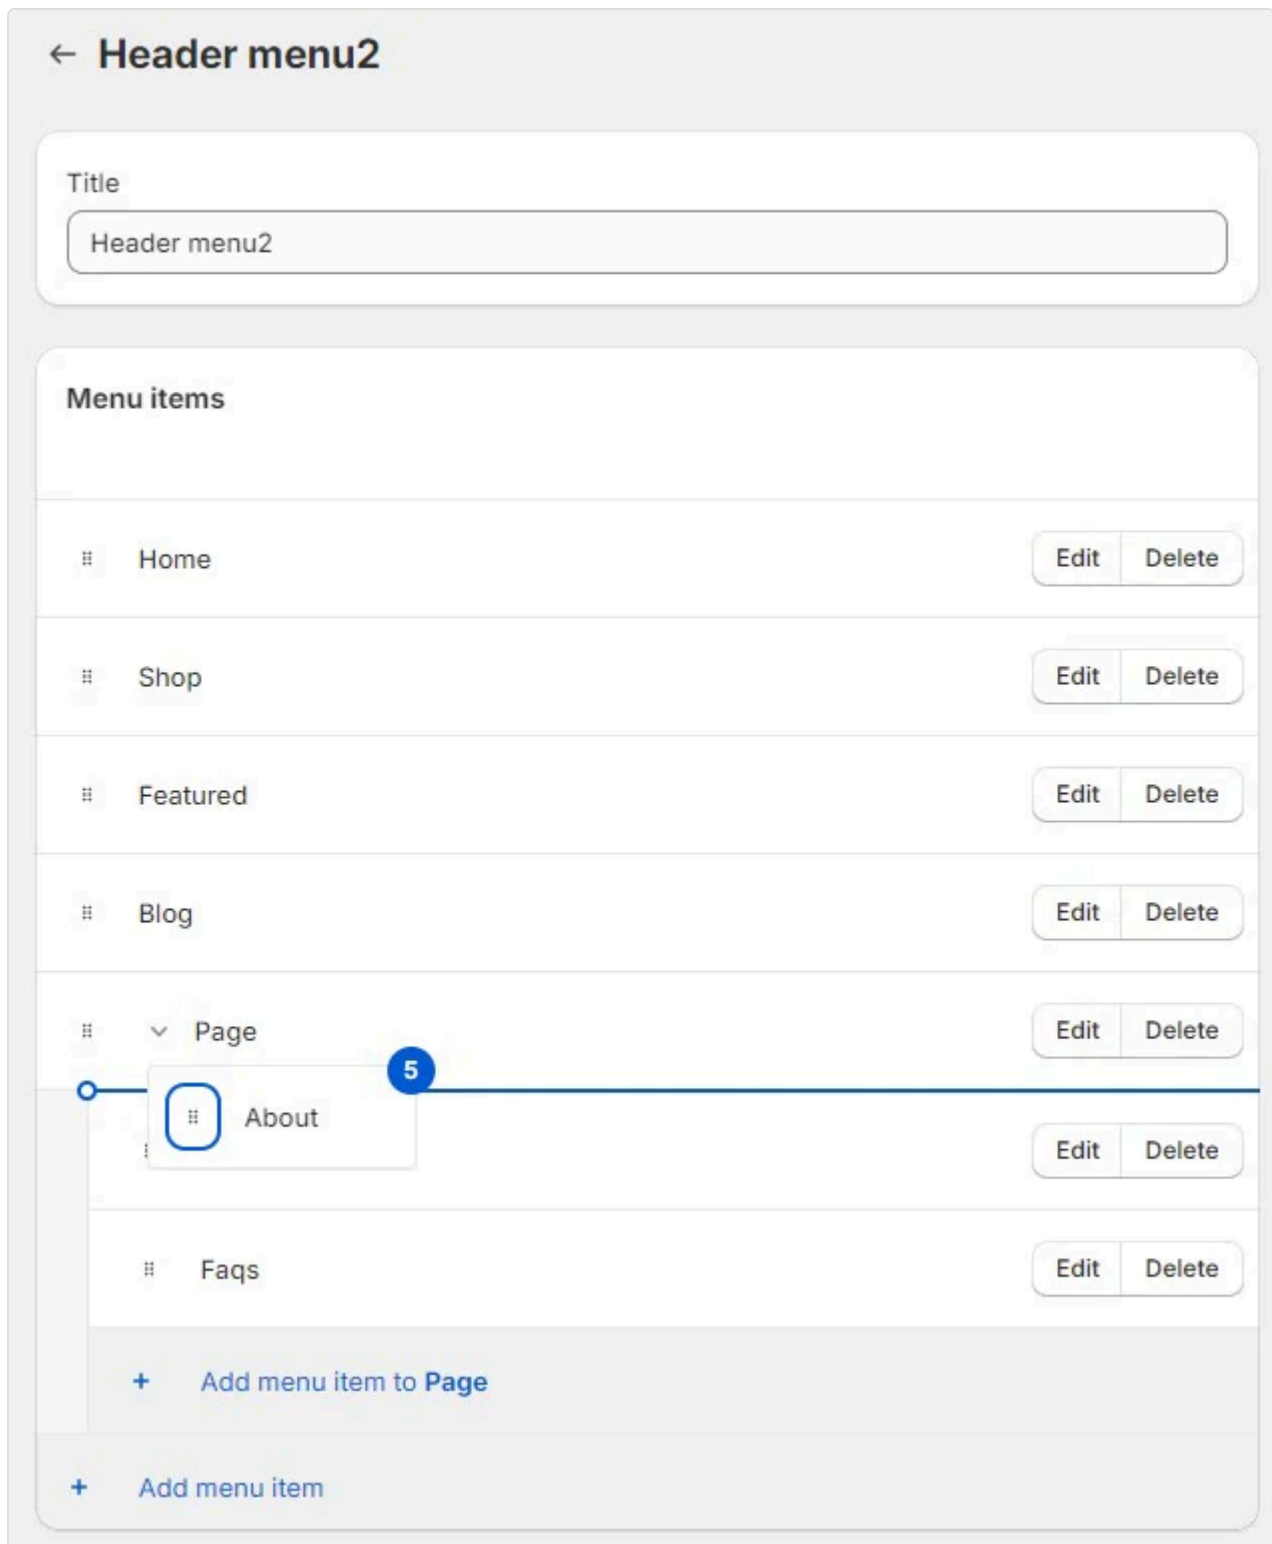 Header menu2
Title
Header menu2
Menu items
Home Edit Delete
Shop Edit Delete
Featured Edit Delete
Blog Edit Delete
Page Edit Delete
5
About
Edit Delete
Faqs Edit Delete
+ Add menu item to Page
+ Add menu item